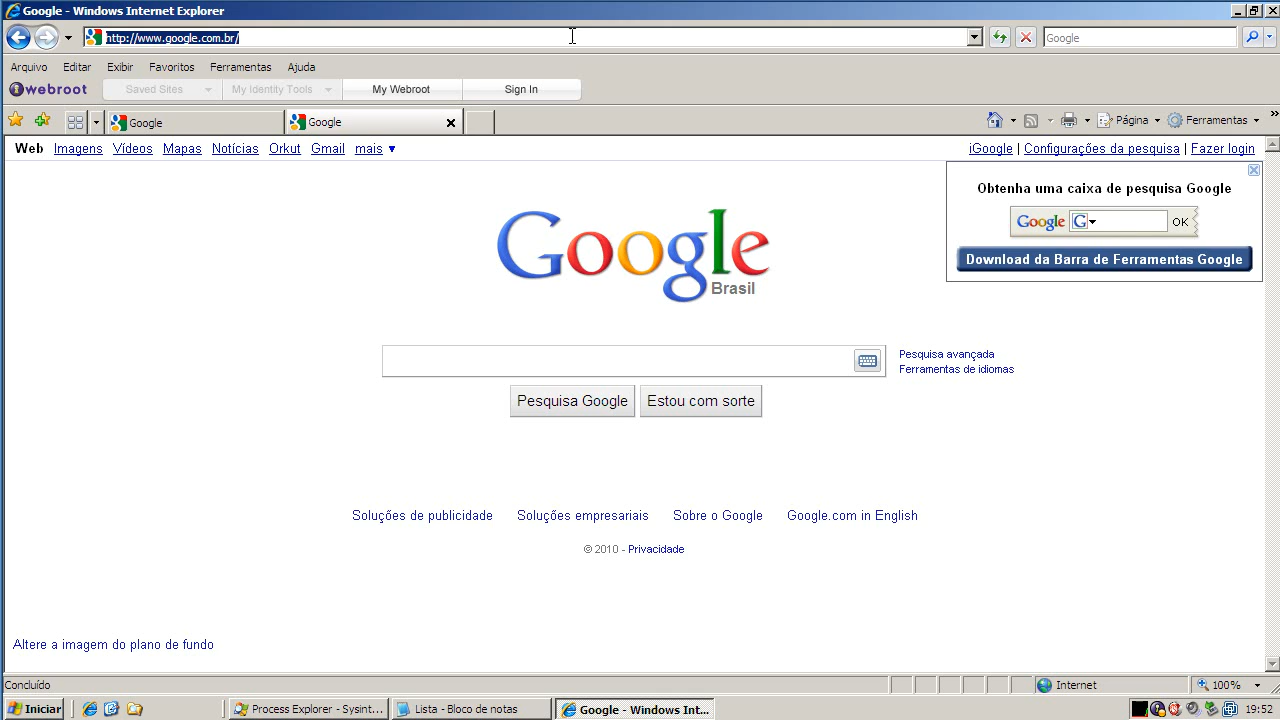 Google - Windows Internet Explorer
http://www.google.com.br/
Google
Arquivo Editar Exibir Favoritos Ferramentas Ajuda
webroot Saved Sites My Identity Tools My Webroot Sign In
Google Google Página Ferramentas
Web Imagens Vídeos Mapas Notícias Orkut Gmail mais ▼ iGoogle | Configurações da pesquisa | Fazer login
Obtenha uma caixa de pesquisa Google
Google G OK
Download da Barra de Ferramentas Google
Google
Brasil
Pesquisa avançada
Ferramentas de idiomas
Pesquisa Google Estou com sorte
Soluções de publicidade Soluções empresariais Sobre o Google Google.com in English
© 2010 - Privacidade
Altere a imagem do plano de fundo
Concluído Internet 100%
Iniciar Process Explorer - Sysint... Lista - Bloco de notas Google - Windows Int... 19:52